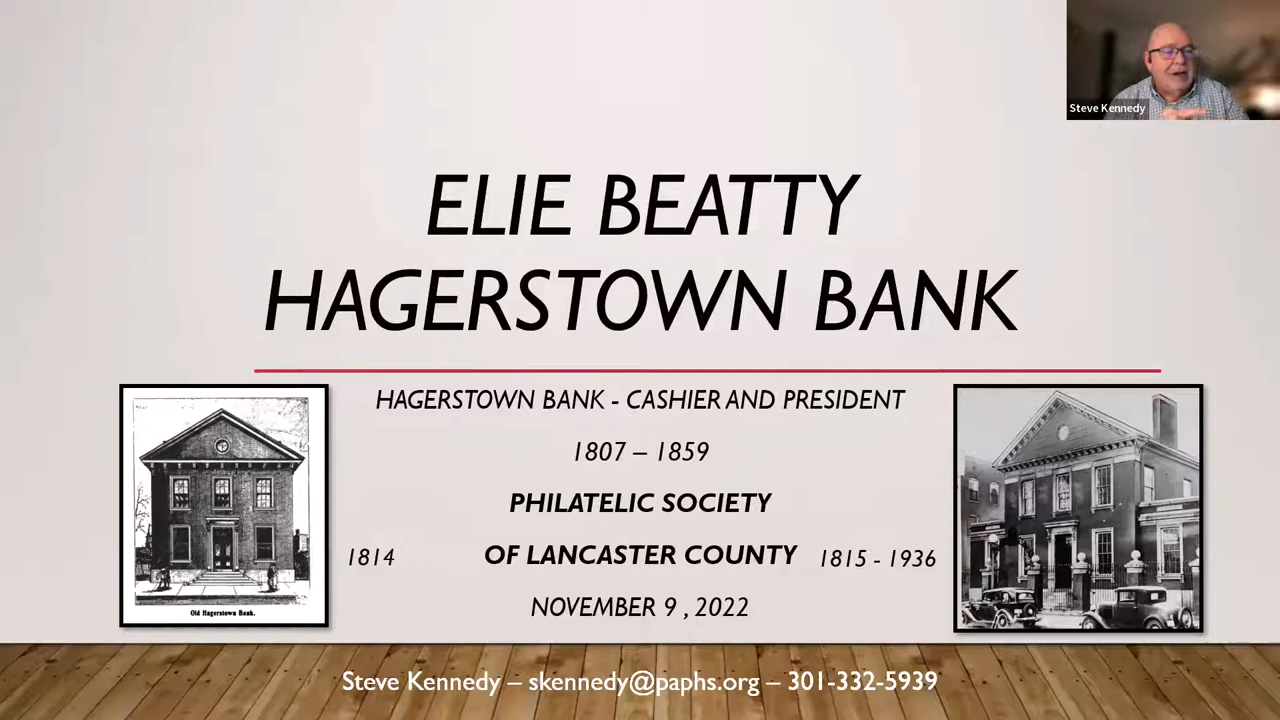 Steve Kennedy
ELIE BEATTY
HAGERSTOWN BANK
HAGERSTOWN BANK - CASHIER AND PRESIDENT
1807 – 1859
PHILATELIC SOCIETY
1814
OF LANCASTER COUNTY
1815 - 1936
NOVEMBER 9 , 2022
Old Hagerstown Bank.
Steve Kennedy – skennedy@paphs.org – 301-332-5939